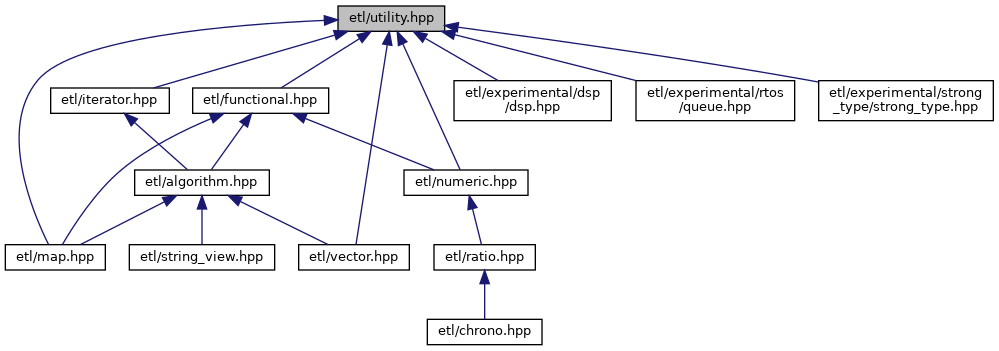 etl/utility.hpp
etl/iterator.hpp
etl/functional.hpp
etl/experimental/dsp
/dsp.hpp
etl/experimental/rtos
/queue.hpp
etl/experimental/strong
_type/strong_type.hpp
etl/algorithm.hpp
etl/numeric.hpp
etl/map.hpp
etl/string_view.hpp
etl/vector.hpp
etl/ratio.hpp
etl/chrono.hpp